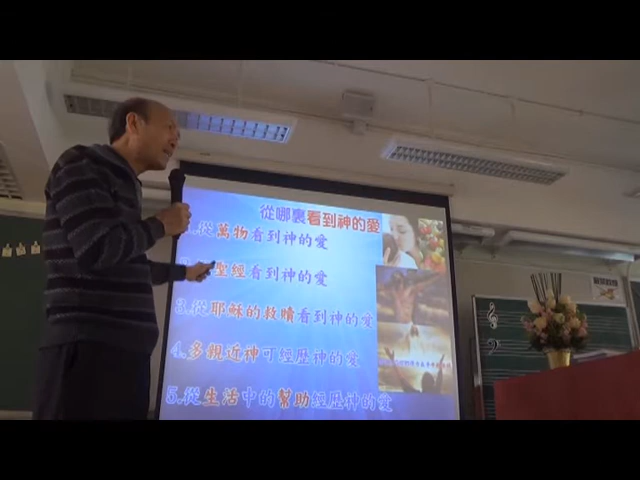 從哪裏看到神的愛
1.從萬物看到神的愛
聖經看到神的愛
3.從耶穌的救贖看到神的愛
4.多親近神可經歷神的愛
5.從生活中的幫助經歷神的愛